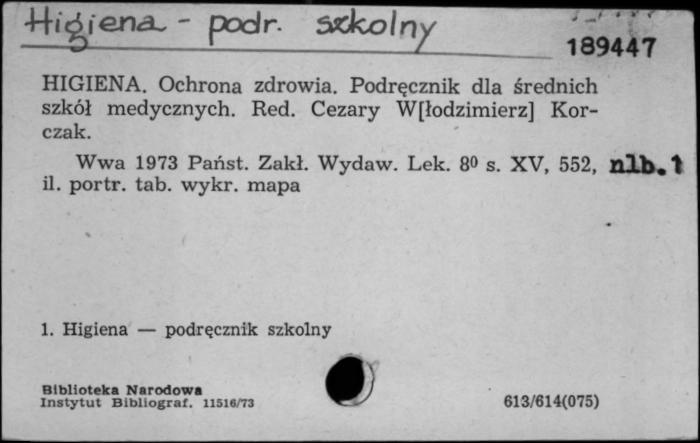 Higiena - podr. szkolny
189447
HIGIENA. Ochrona zdrowia. Podręcznik dla średnich
szkół medycznych. Red. Cezary W[łodzimierz] Kor-
czak.
Wwa 1973 Państ. Zakł. Wydaw. Lek. 8⁰ s. XV, 552, nlb. 1
il. portr. tab. wykr. mapa
1. Higiena — podręcznik szkolny
Biblioteka Narodowa
Instytut Bibliograf. 11516/73
613/614(075)